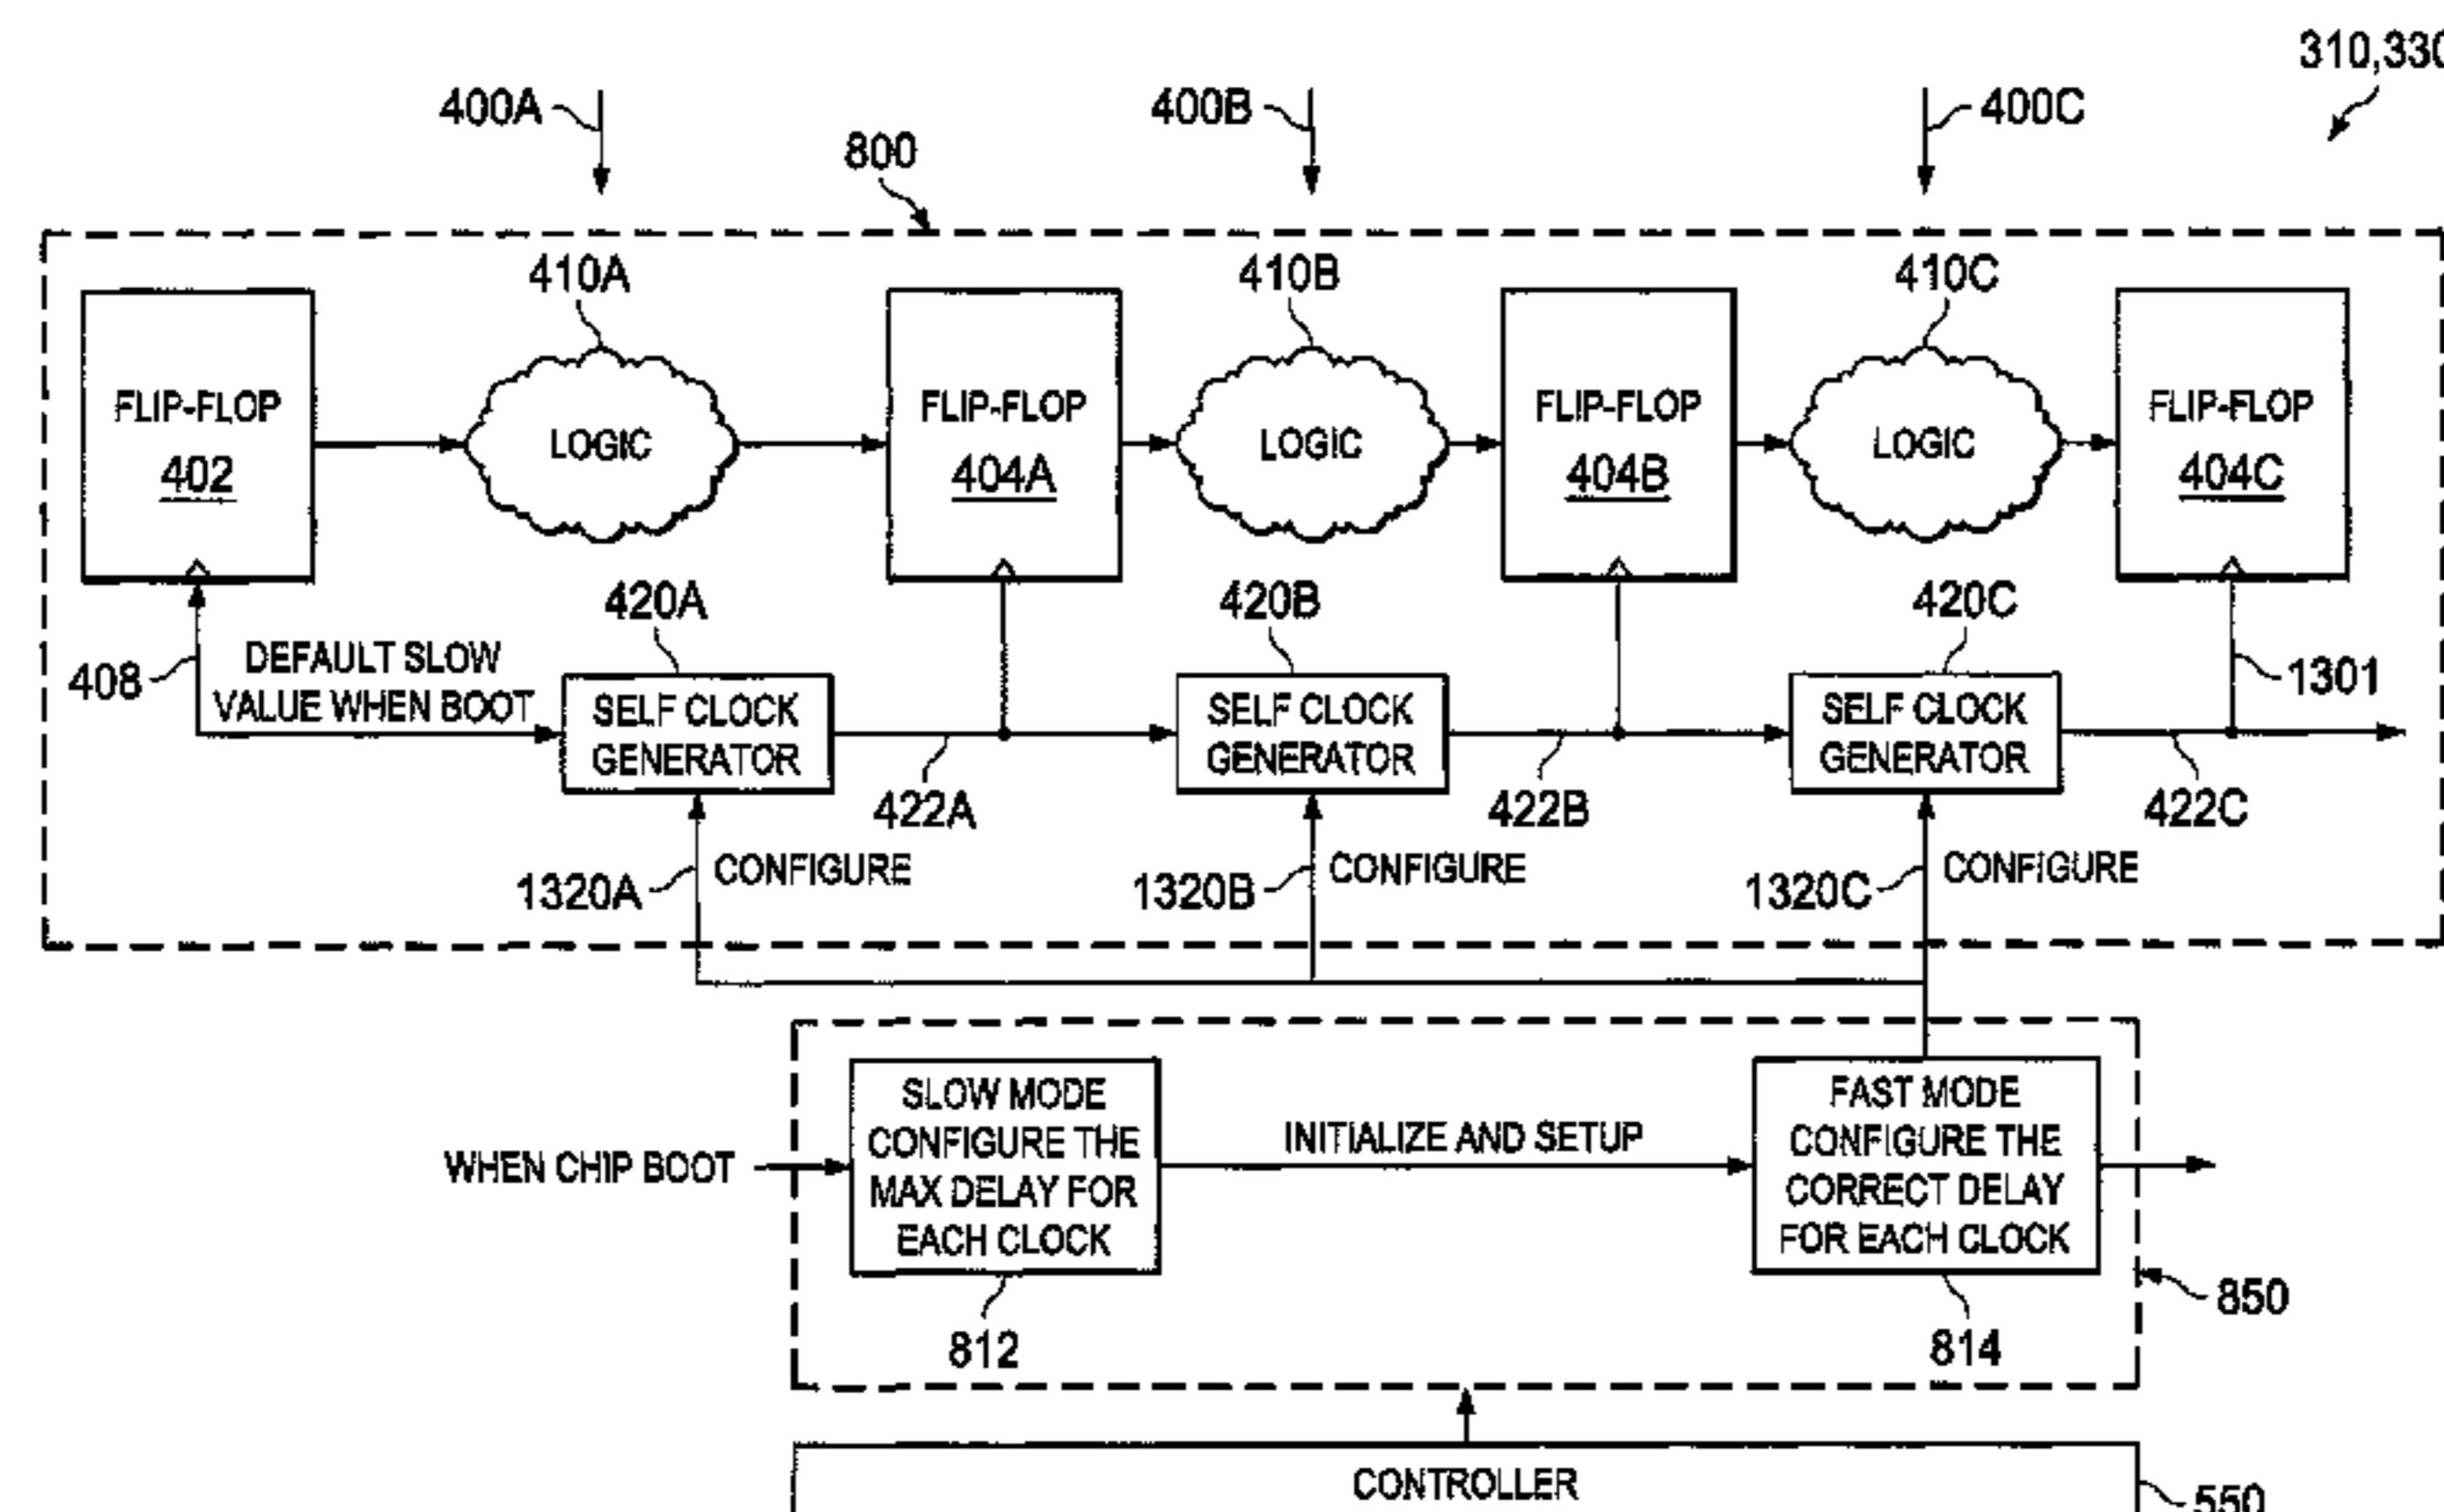 310,330
400A
400B
400C
800
410A
410B
410C
FLIP-FLOP
402
LOGIC
FLIP-FLOP
404A
LOGIC
FLIP-FLOP
404B
LOGIC
FLIP-FLOP
404C
420A
420B
420C
408
DEFAULT SLOW
VALUE WHEN BOOT
SELF CLOCK
GENERATOR
SELF CLOCK
GENERATOR
SELF CLOCK
GENERATOR
1301
422A
422B
422C
1320A
CONFIGURE
1320B
CONFIGURE
1320C
CONFIGURE
WHEN CHIP BOOT
SLOW MODE
CONFIGURE THE
MAX DELAY FOR
EACH CLOCK
INITIALIZE AND SETUP
FAST MODE
CONFIGURE THE
CORRECT DELAY
FOR EACH CLOCK
850
812
814
CONTROLLER
550